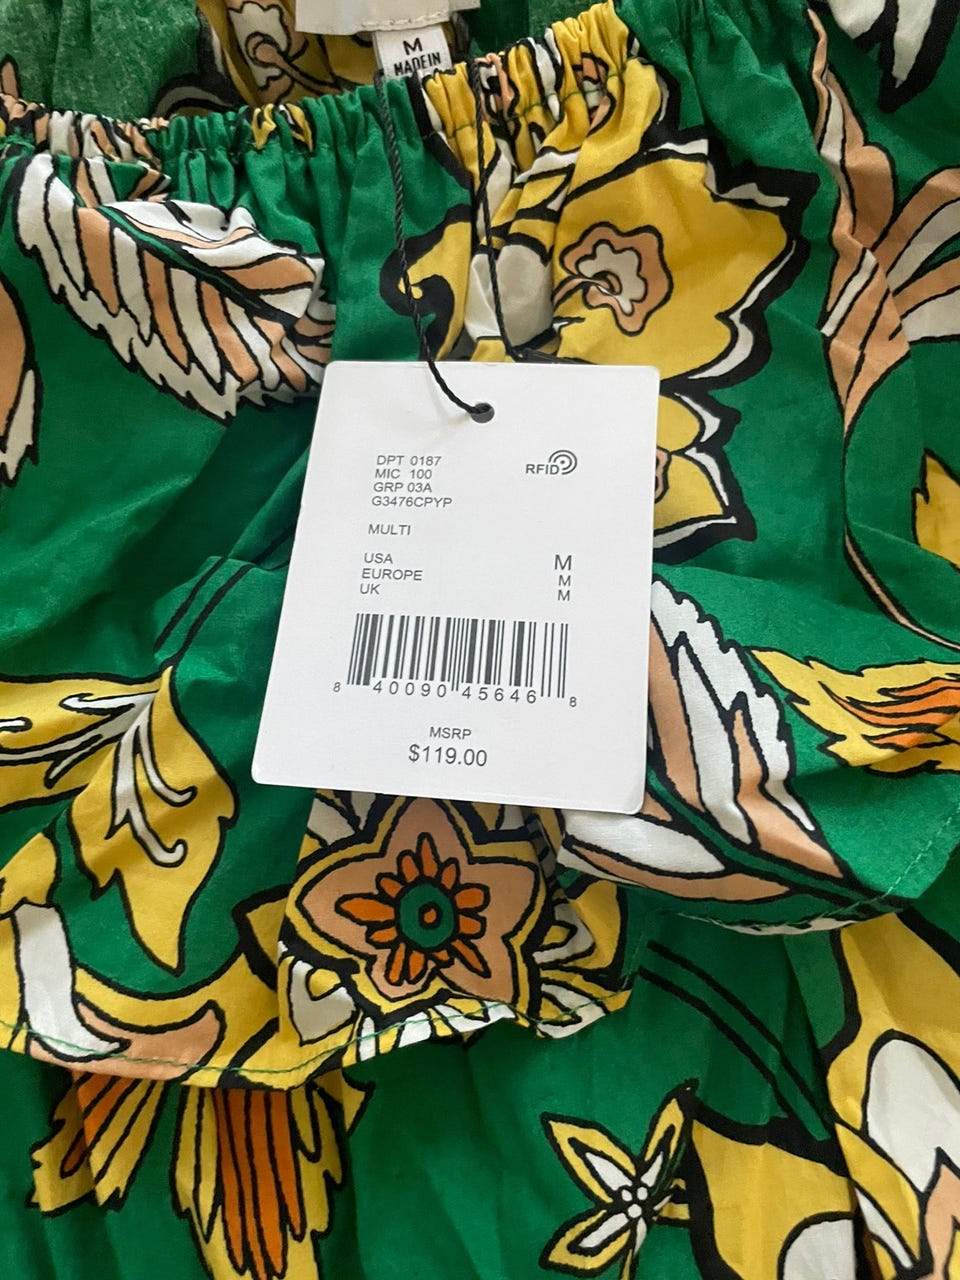 M
MADE IN
DPT 0187
MIC 100
GRP 03A
G3476CPYP
RFID
MULTI
USA M
EUROPE M
UK M
8 40090 45646 8
MSRP
$119.00